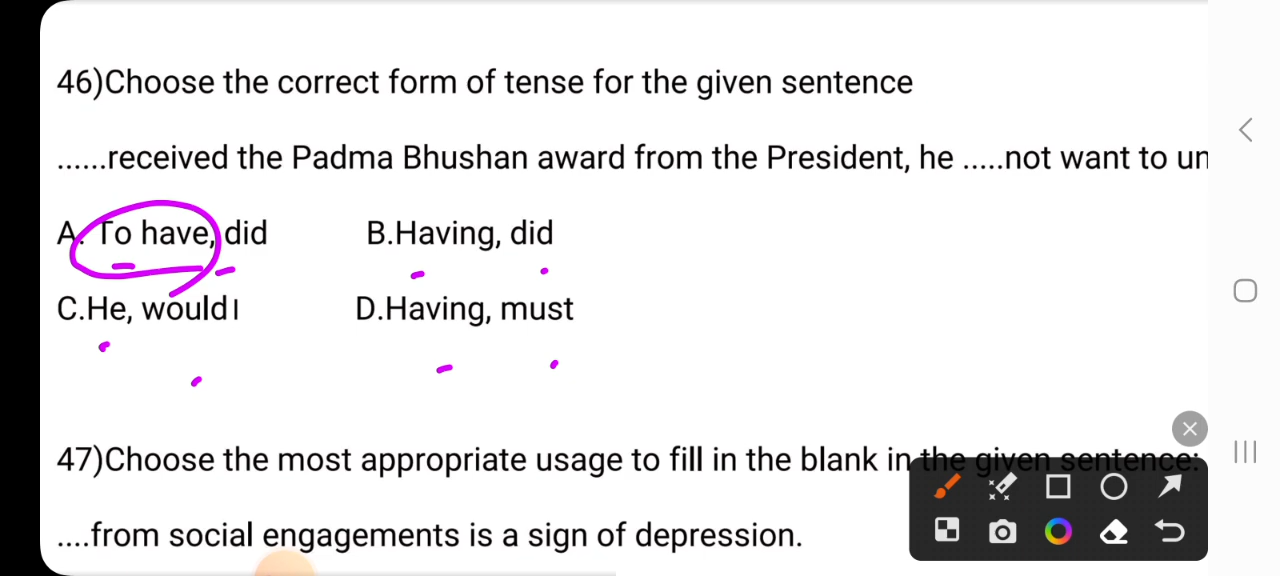 46)Choose the correct form of tense for the given sentence
......received the Padma Bhushan award from the President, he .....not want to un
A. To have, did B.Having, did
C.He, would D.Having, must
47)Choose the most appropriate usage to fill in the blank in the given sentence:
....from social engagements is a sign of depression.